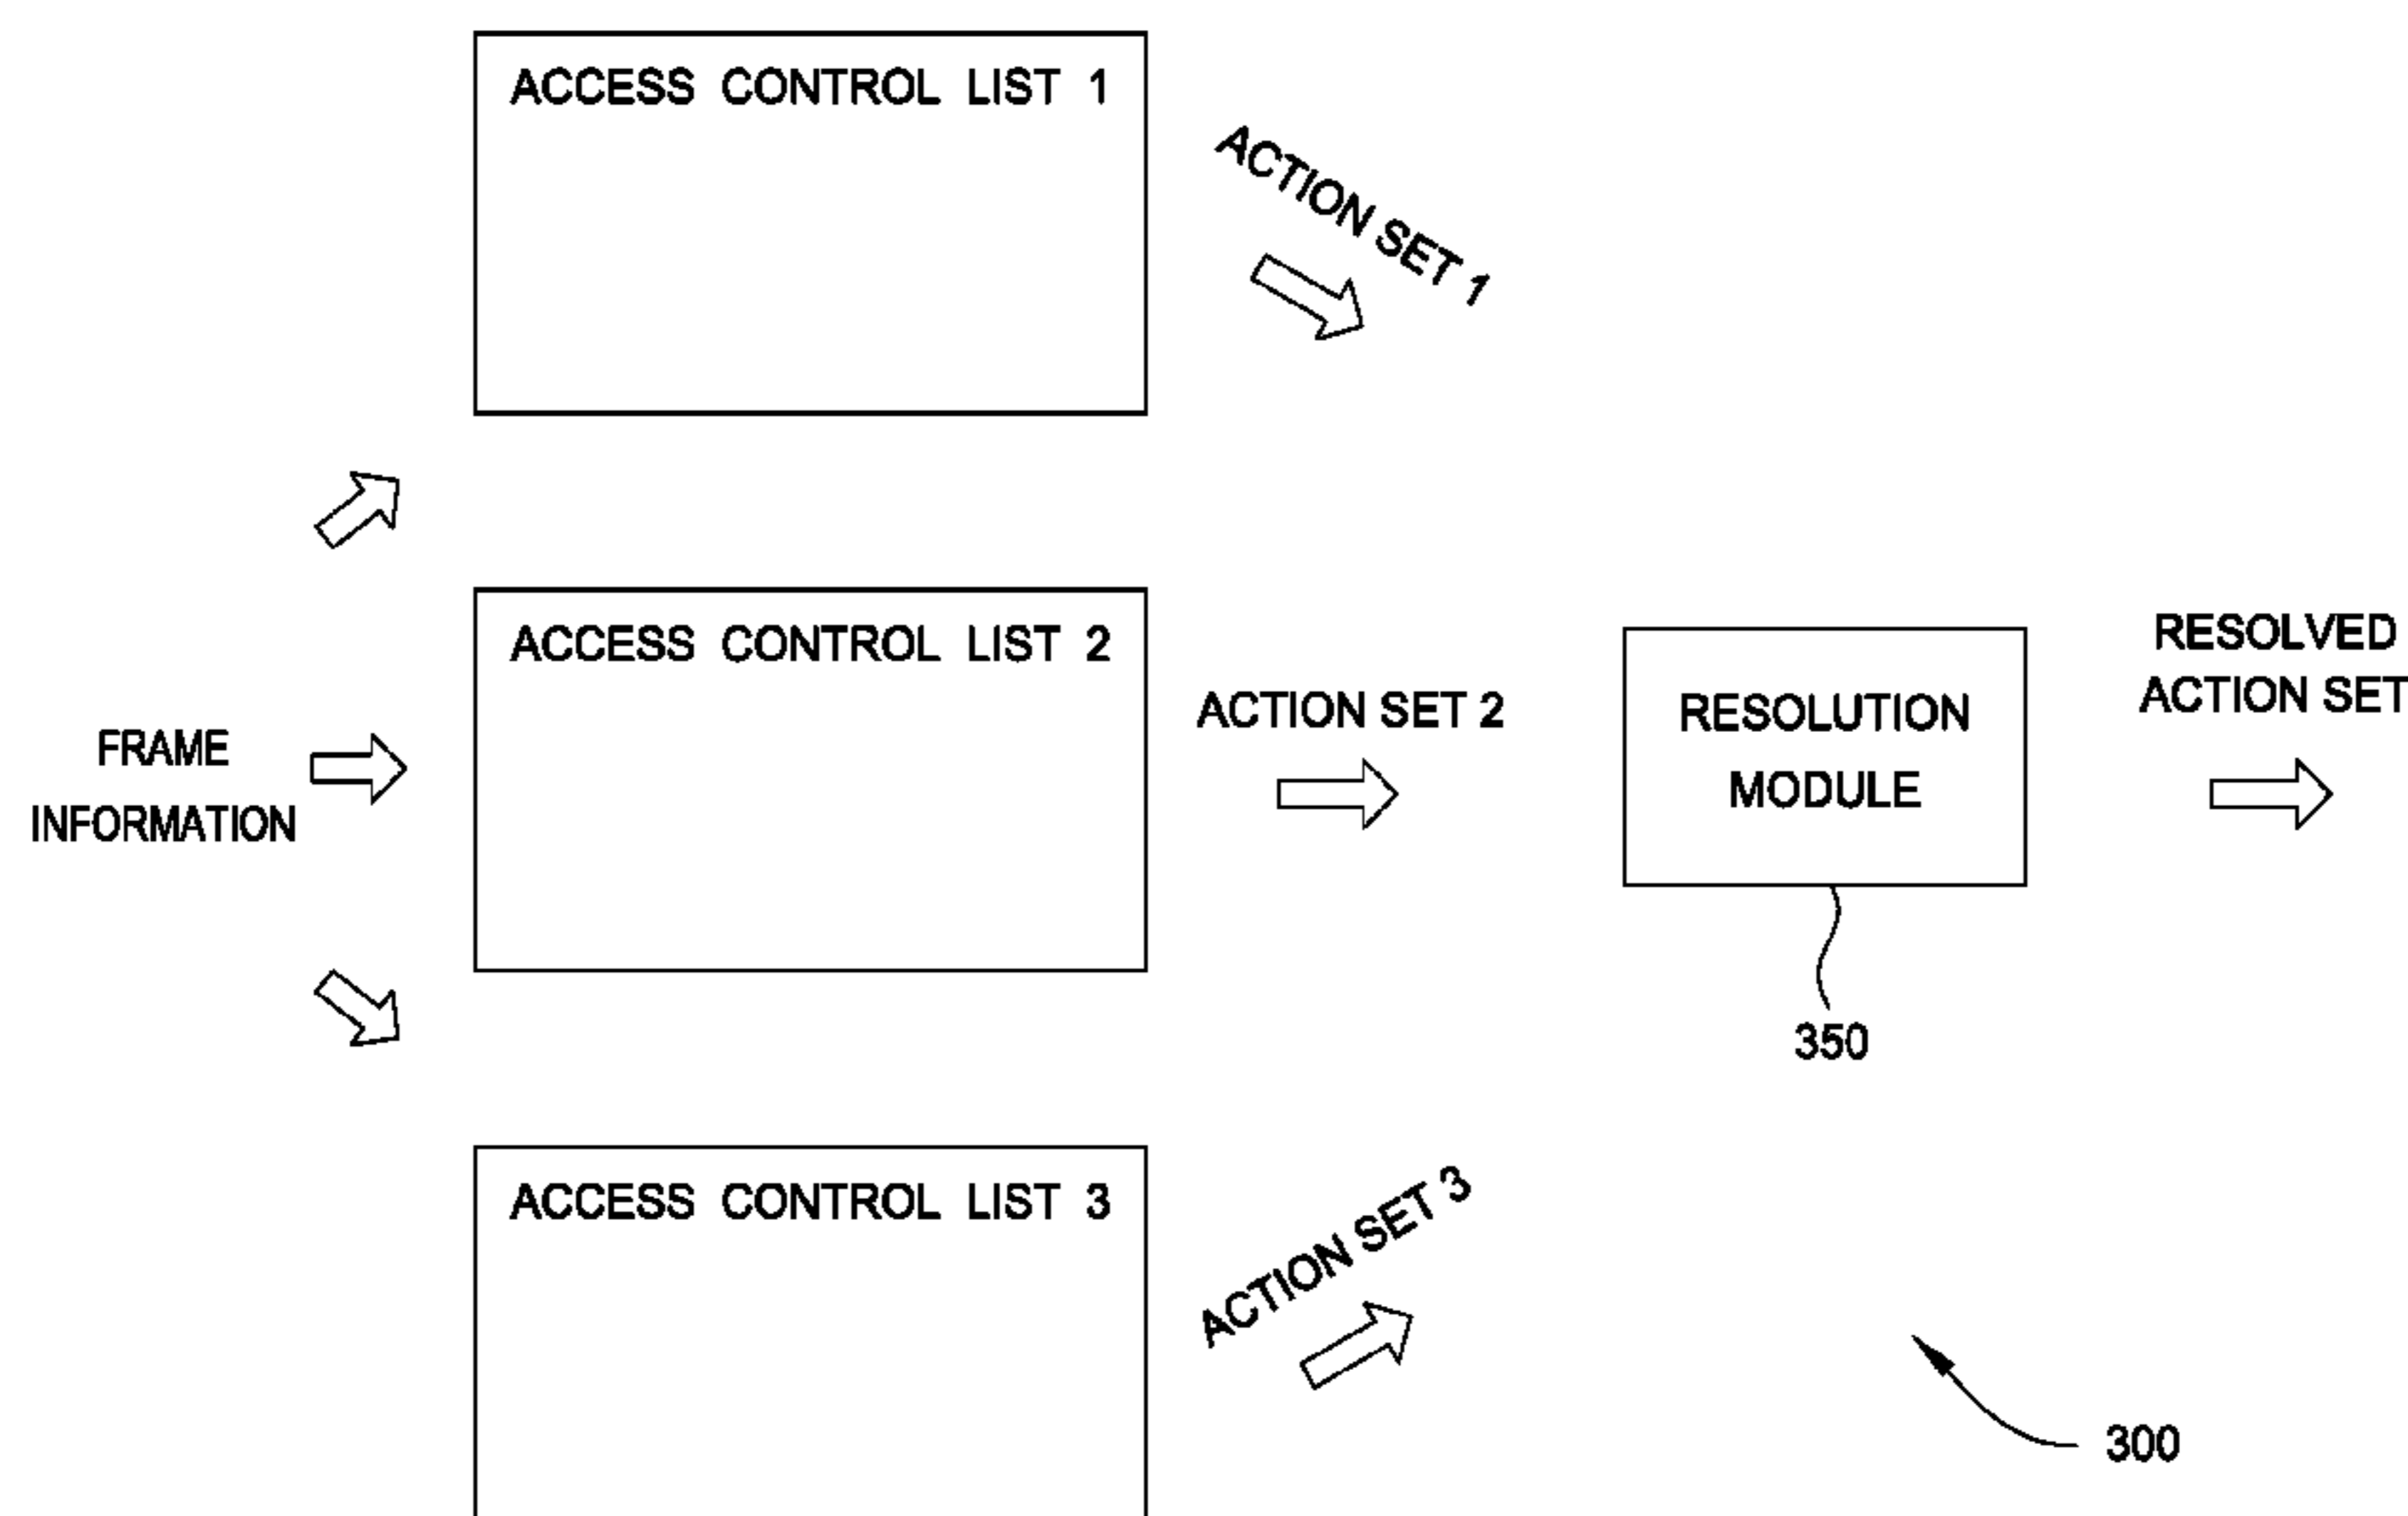 ACCESS CONTROL LIST 1
ACTION SET 1
FRAME
INFORMATION
ACCESS CONTROL LIST 2
ACTION SET 2
RESOLUTION
MODULE
350
RESOLVED
ACTION SET
ACCESS CONTROL LIST 3
ACTION SET 3
300